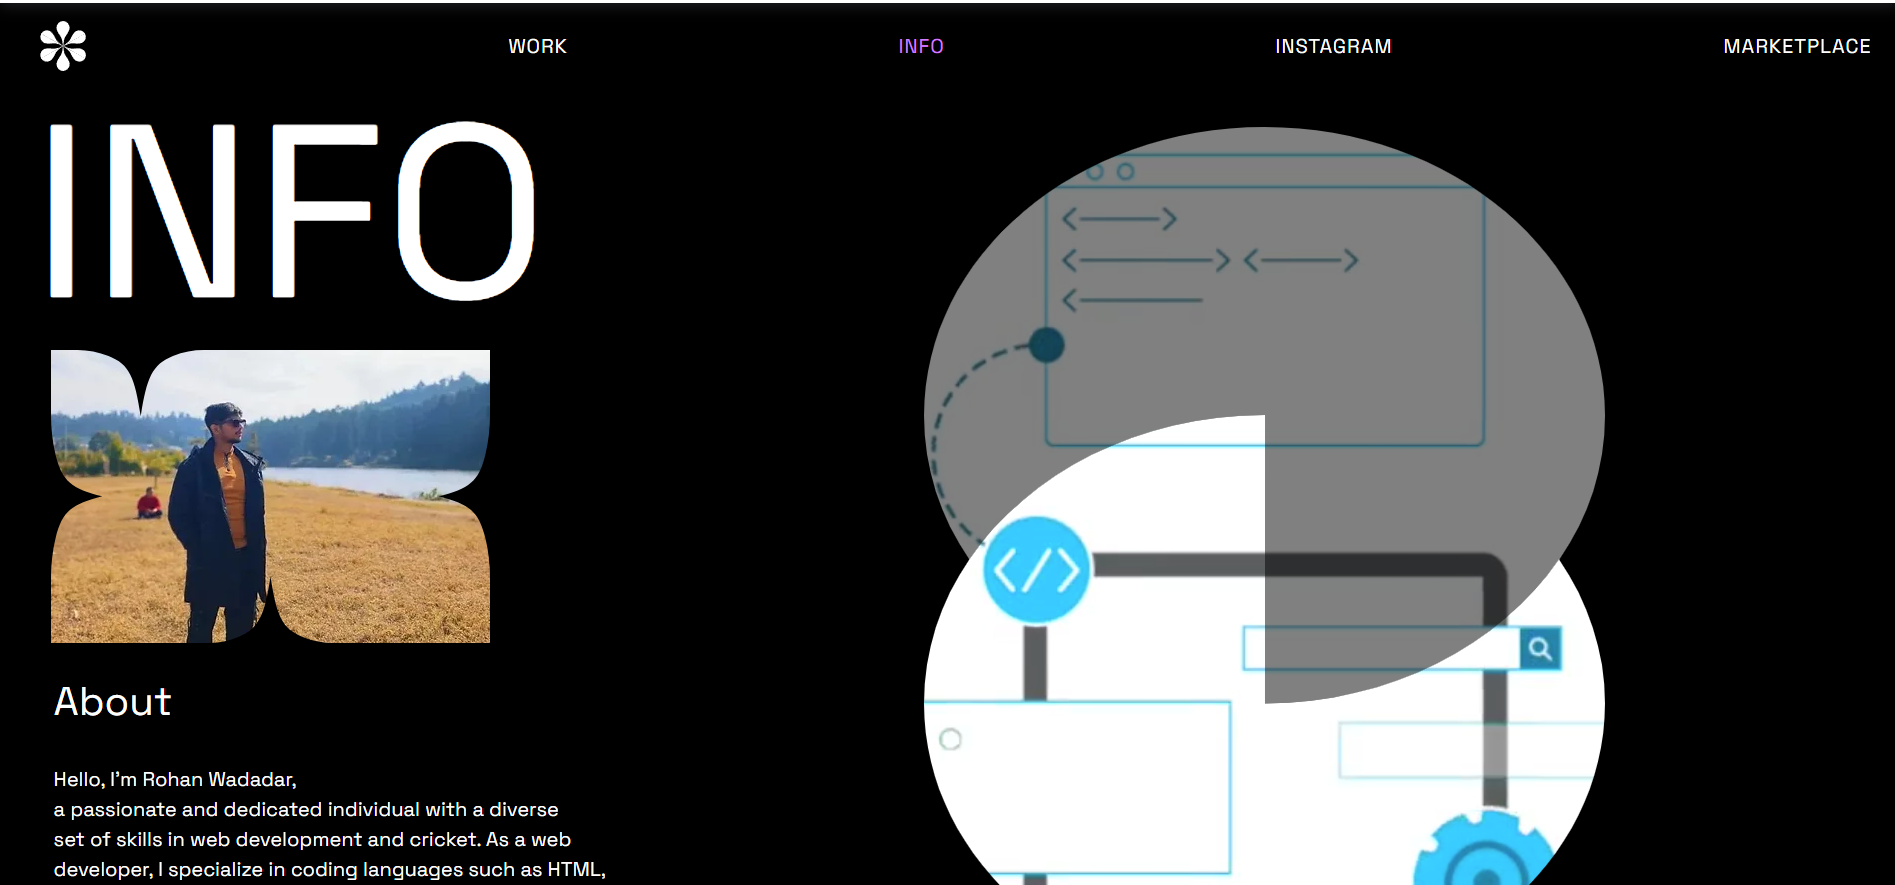 WORK INFO INSTAGRAM MARKETPLACE
INFO
</>
About
Hello, I'm Rohan Wadadar,
a passionate and dedicated individual with a diverse
set of skills in web development and cricket. As a web
developer, I specialize in coding languages such as HTML,